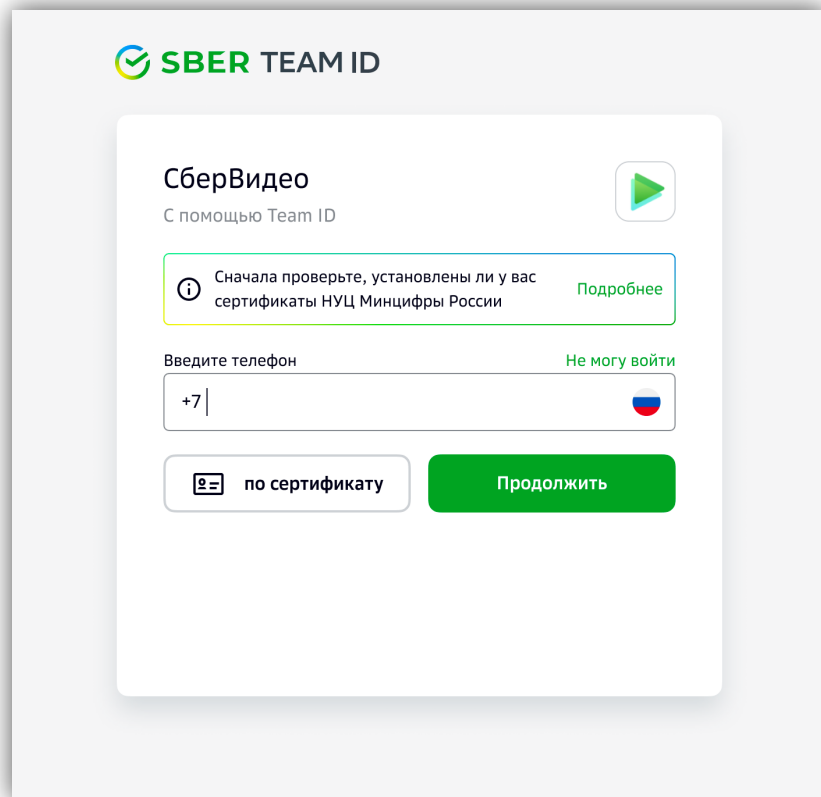 SBER TEAM ID
СберВидео
С помощью Team ID
Сначала проверьте, установлены ли у вас
сертификаты НУЦ Минцифры России
Подробнее
Введите телефон
Не могу войти
+7
по сертификату
Продолжить